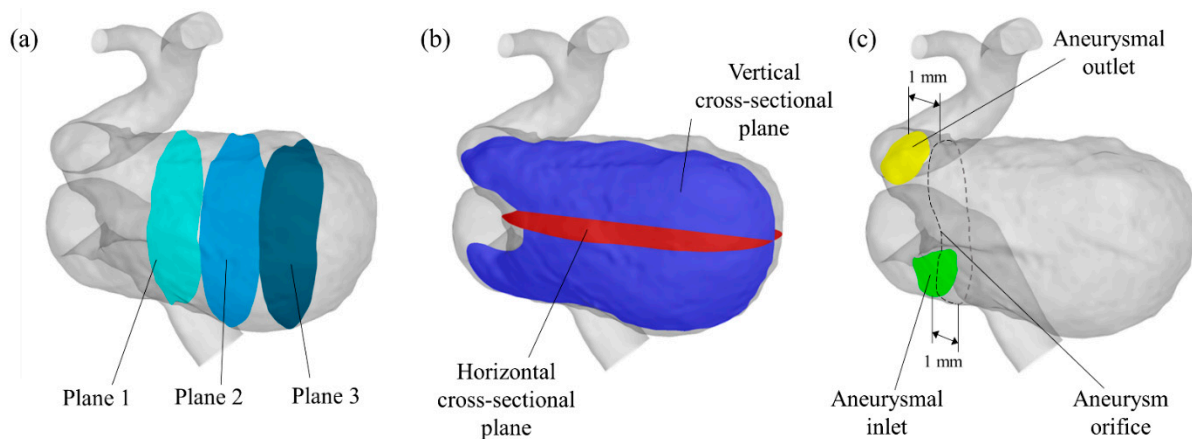 (a)
Plane 1
Plane 2
Plane 3
(b)
Vertical
cross-sectional
plane
Horizontal
cross-sectional
plane
(c)
Aneurysmal
outlet
1 mm
1 mm
Aneurysmal
inlet
Aneurysm
orifice